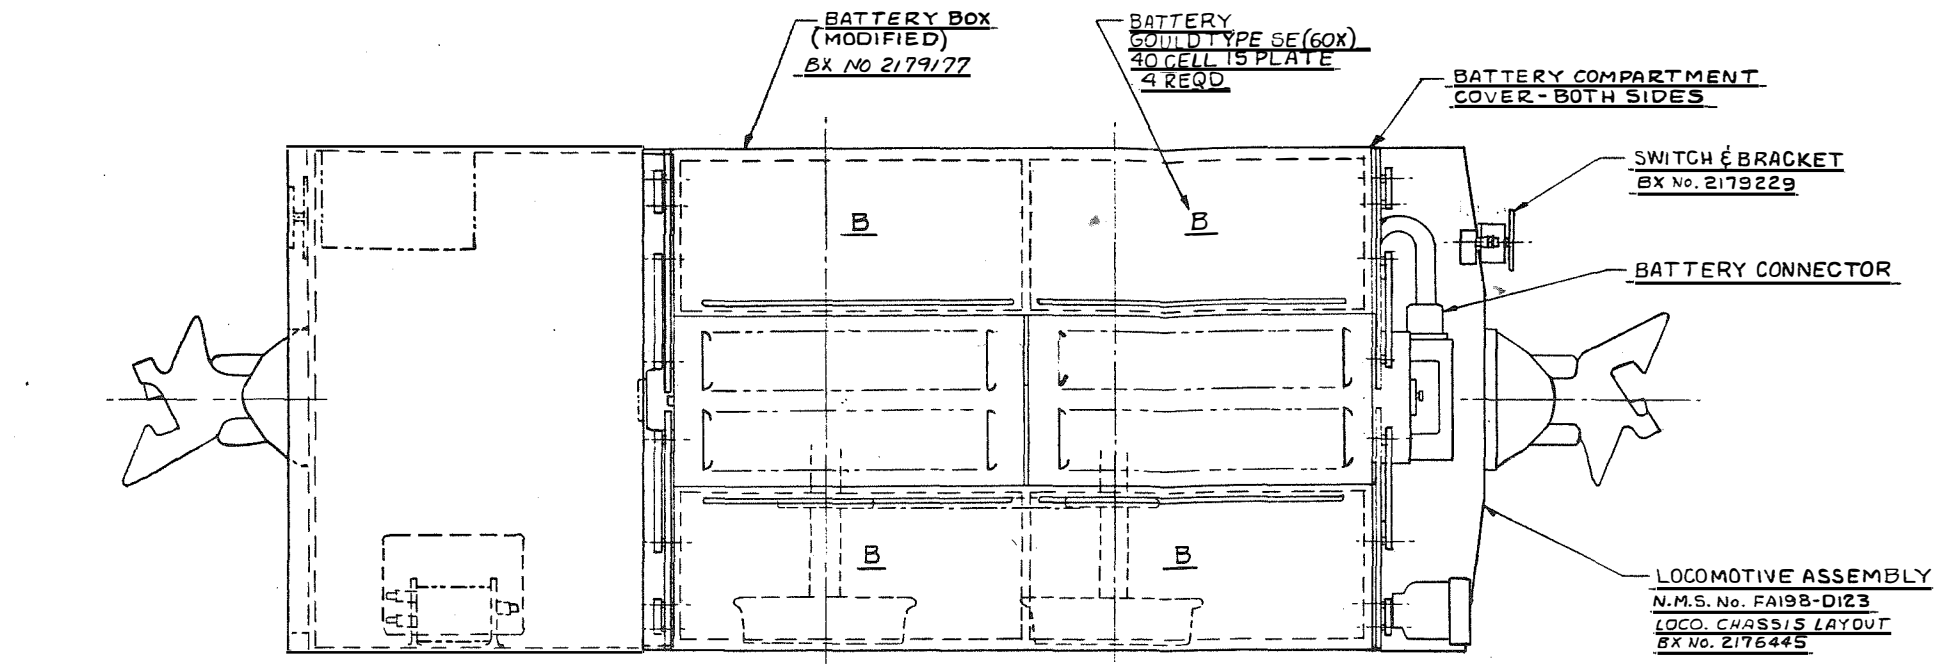 BATTERY BOX
(MODIFIED)
BX NO 2179177
BATTERY
GOULD TYPE SE(60X)
40 CELL 15 PLATE
4 REQD
BATTERY COMPARTMENT
COVER-BOTH SIDES
SWITCH & BRACKET
BX No. 2179229
B
B
BATTERY CONNECTOR
B
B
LOCOMOTIVE ASSEMBLY
N.M.S. No. FA198-D123
LOCO. CHASSIS LAYOUT
BX No. 2176445